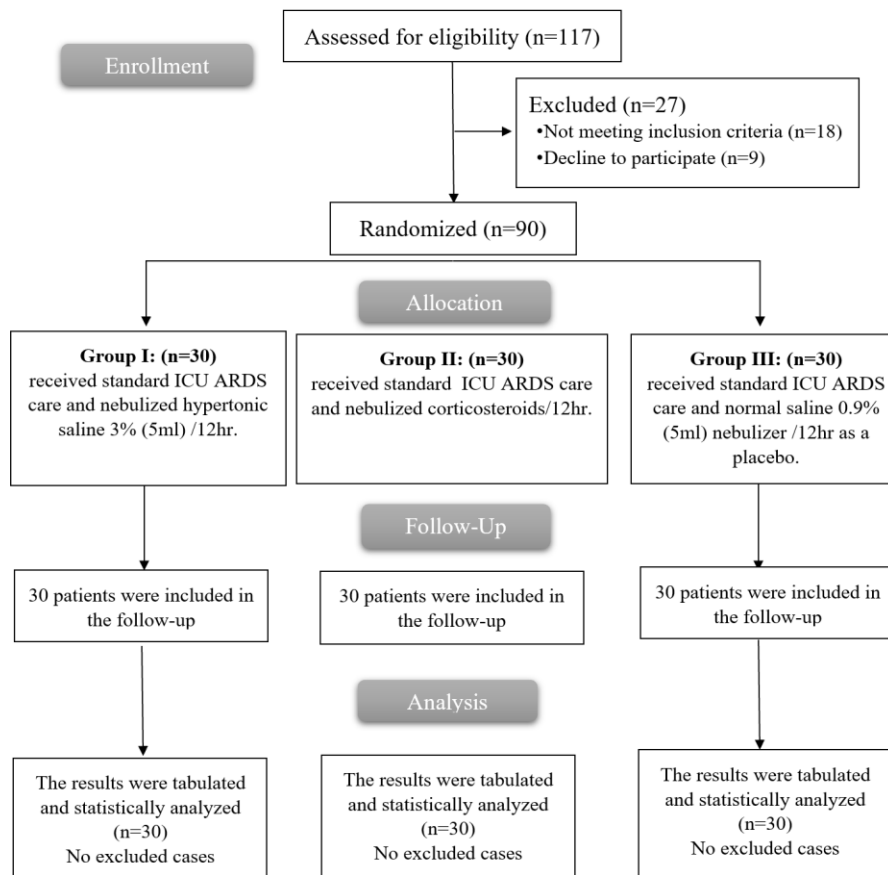 Assessed for eligibility (n=117)
Enrollment
Excluded (n=27)
•Not meeting inclusion criteria (n=18)
•Decline to participate (n=9)
Randomized (n=90)
Allocation
Group I: (n=30)
received standard ICU ARDS
care and nebulized hypertonic
saline 3% (5ml) /12hr.
Group II: (n=30)
received standard ICU ARDS care
and nebulized corticosteroids/12hr.
Group III: (n=30)
received standard ICU ARDS
care and normal saline 0.9%
(5ml) nebulizer /12hr as a
placebo.
Follow-Up
30 patients were included in
the follow-up
30 patients were included in
the follow-up
30 patients were included in
the follow-up
Analysis
The results were tabulated
and statistically analyzed
(n=30)
No excluded cases
The results were tabulated
and statistically analyzed
(n=30)
No excluded cases
The results were tabulated
and statistically analyzed
(n=30)
No excluded cases